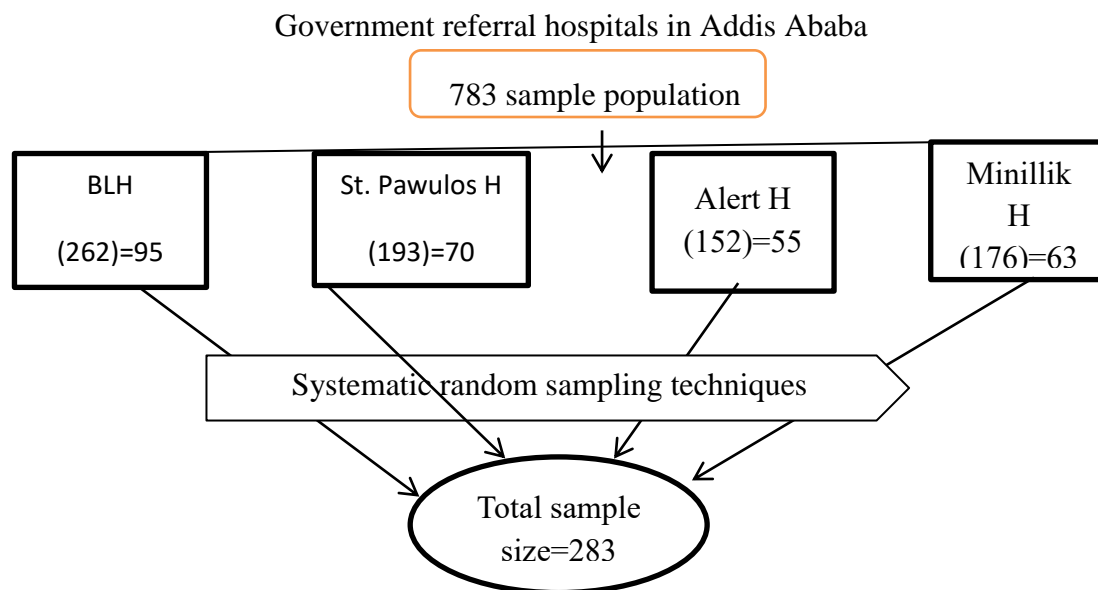 Government referral hospitals in Addis Ababa
783 sample population
BLH
(262)=95
St. Pawulos H
(193)=70
Alert H
(152)=55
Minillik
H
(176)=63
Systematic random sampling techniques
Total sample
size=283